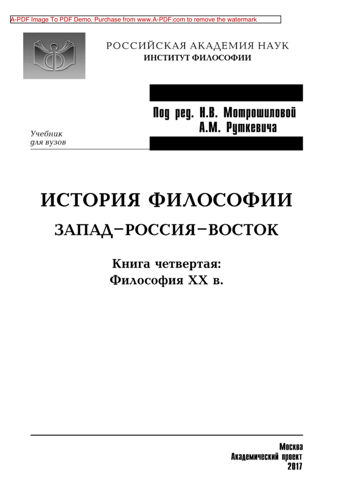 A-PDF Image To PDF Demo. Purchase from www.A-PDF.com to remove the watermark
РОССИЙСКАЯ АКАДЕМИЯ НАУК
ИНСТИТУТ ФИЛОСОФИИ
Под ред. Н.В. Мотрошиловой
А.М. Руткевича
Учебник
для вузов
ИСТОРИЯ ФИЛОСОФИИ
ЗАПАД–РОССИЯ–ВОСТОК
Книга четвертая:
Философия XX в.
Москва
Академический проект
2017